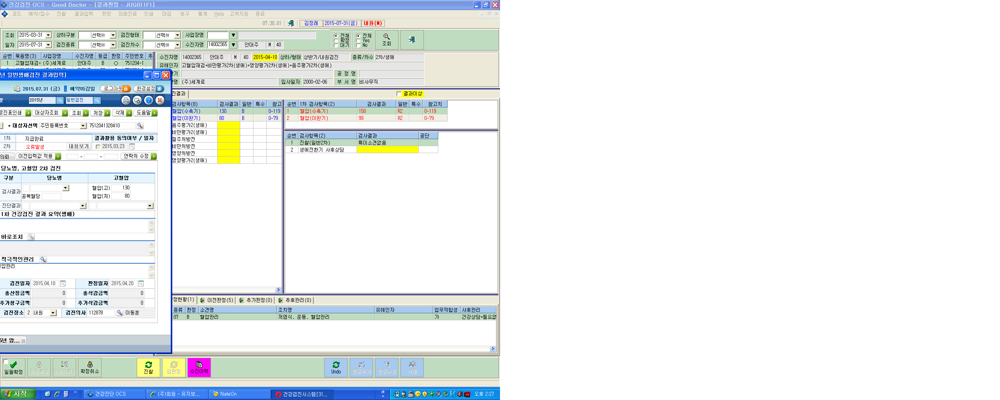 건강검진 OCS - Good Doctor - [결과판정 - JUG011F1]
코드 예약/접수 진찰 결과입력 판정 외래진료 인쇄 마감 청구 통계 Help 고객지원 종료
07.30.01 김정례 2015-07-31(금) 내원(W)
조회 2015-03-31 상하구분 선택!!! 검진형태 선택!!! 사업장명 ▼ 전체 전체
확정 Yes
일자 2015-07-31 검진종류 선택!!! 검진차수 선택!!! 수진자명 14002365 ▼ 안대주 M 40 대기 No 조회
순번 묶음명(3) 사업장명 수진자명 등급 판정 주민번호 추
1 고혈압재검+ (주)세계로 안대주 B ○ 751204-1
수진자명 14002365 안대주 M 40 2015-04-10 상하/형태 상반기/내원검진 종류/차수 2차/생애
유해인자 고혈압재검+비만평가2차(생애)+영양평가2차(생애)+음주평가2차(생애)
기 공 정 명
명 (주)세계로 입사일자 2000-02-06 부 서 명 비사무직
진결과 결과이상
검사항목(8) 검사결과 일반 특수 참고
혈압(수축기) 130 B 0~119
혈압(이완기) 80 B 0~79
음주평가2(생애)
비만평가2(생애)
절주처방전
비만처방전
영양처방전
영양평가2(생애)
순번 1차 검사항목(2) 검사결과 일반 특수 참고치
1 혈압(수축기) 158 R2 0~119
2 혈압(이완기) 99 R2 0~79
순번 검사항목(2) 검사결과 공단
1 진찰(일반2차) 특이소견없음
2 생애전환기 사후상담
정현황(1) 이전판정(5) 추가판정(0) 추후관리(0)
종류 판정 소견명 조치명 유해인자 업무적합성 사후관리
07 B 혈압관리 저염식, 운동, 혈압관리 가 건강상담+필요없
년 일반생애검진 결과입력]
2015.07.31 (금) 예약마감일 로그아웃 환경설정
황 2015년 일반검진
문진표인쇄 대상자조회 조회 저장 삭제 도움말
* 대상자선택 주민등록번호 7512041328410
1차 지급완료 결과활용 동의여부 / 일자
2차 오류발생 내용보기 2015.03.23
의뢰 이전입력값 적용 - - 연락처 수정
당뇨병, 고혈압 2차 검진
구분 당뇨병 고혈압
검사결과 혈압(고) 130
공복혈당 혈압(저) 80
진단결과
1차 건강검진 결과 요약(생애)
바로조치
적극적인관리
압관리
검진일자 2015.04.10 판정일자 2015.04.20
총산정금액 0 총삭감금액 0
추가청구금액 0 추가삭감금액 0
검진장소 2 내원 검진의사 112878 이동훈
5년 암...
일괄확정 판정확정 전공의확정 확정취소 진찰 암판정 수진이력 Undo 판정추가 판정수정 삭제
시작 건강진단 OCS (주)희원 - 유지보... NateOn 건강검진시스템[31... 오후 2:27